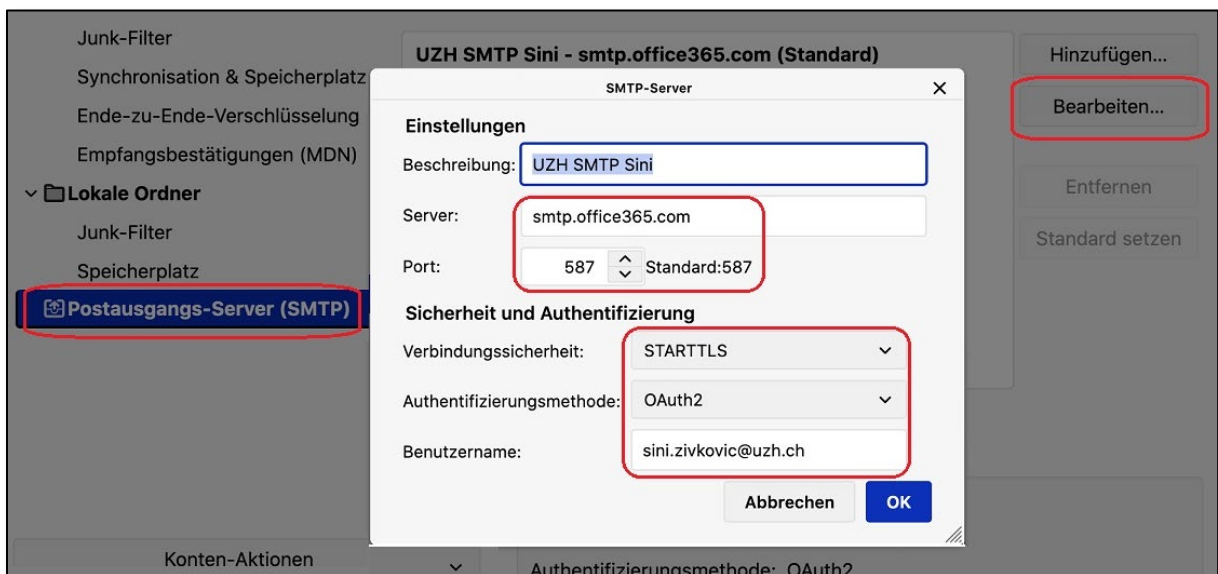 Junk-Filter
Synchronisation & Speicherplatz
Ende-zu-Ende-Verschlüsselung
Empfangsbestätigungen (MDN)
Lokale Ordner
Junk-Filter
Speicherplatz
Postausgangs-Server (SMTP)
Konten-Aktionen
UZH SMTP Sini - smtp.office365.com (Standard)
Hinzufügen...
Bearbeiten...
Entfernen
Standard setzen
SMTP-Server
Einstellungen
Beschreibung: UZH SMTP Sini
Server: smtp.office365.com
Port: 587 Standard:587
Sicherheit und Authentifizierung
Verbindungssicherheit: STARTTLS
Authentifizierungsmethode: OAuth2
Benutzername: sini.zivkovic@uzh.ch
Abbrechen OK
Authentifizierungsmethode: OAuth2